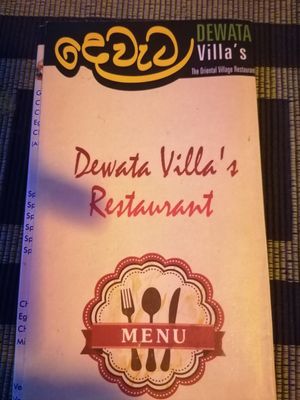 දෙවැට
DEWATA
Villa's
The Oriental Village Restaurant
Dewata Villa's
Restaurant
MENU